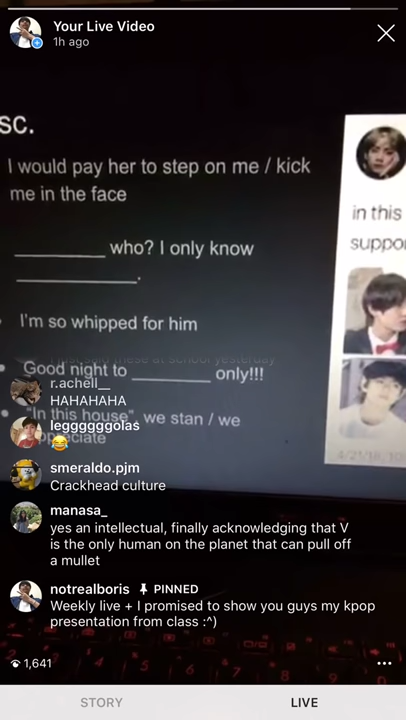 Your Live Video
1h ago
sc.
I would pay her to step on me / kick
me in the face
__________ who? I only know
_____________.
I'm so whipped for him
Good night to _________ only!!!
"In this house", we stan / we
appreciate
in this
suppo
4/21/18, 10
r.achell__
HAHAHAHA
leggggggolas
😂
smeraldo.pjm
Crackhead culture
manasa_
yes an intellectual, finally acknowledging that V
is the only human on the planet that can pull off
a mullet
notrealboris PINNED
Weekly live + I promised to show you guys my kpop
presentation from class :^)
1,641
STORY
LIVE